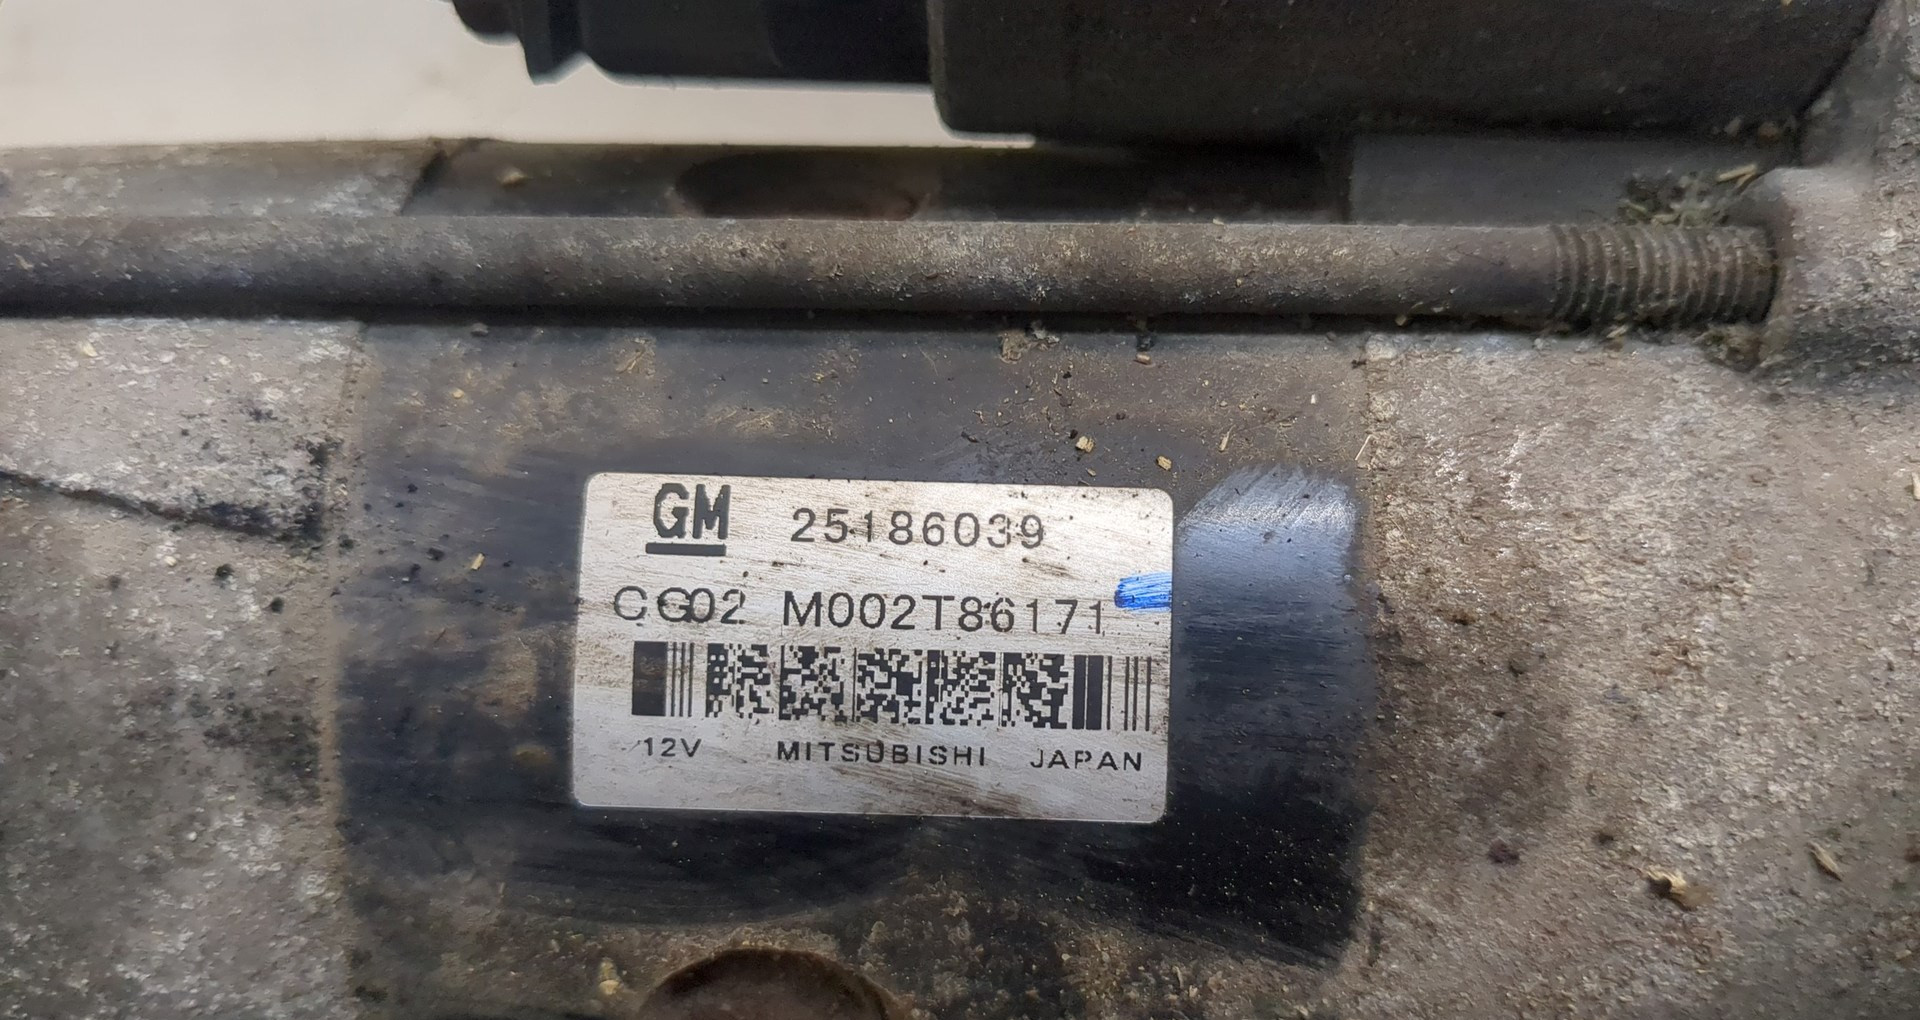 GM 25186039
CG02 M002T86171
12V MITSUBISHI JAPAN